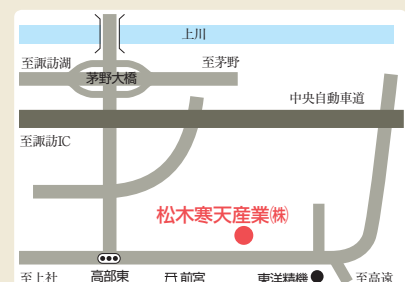 上川
至諏訪湖
至茅野
茅野大橋
中央自動車道
至諏訪IC
松木寒天産業㈱
至上社
高部東
前宮
東洋精機
至高遠